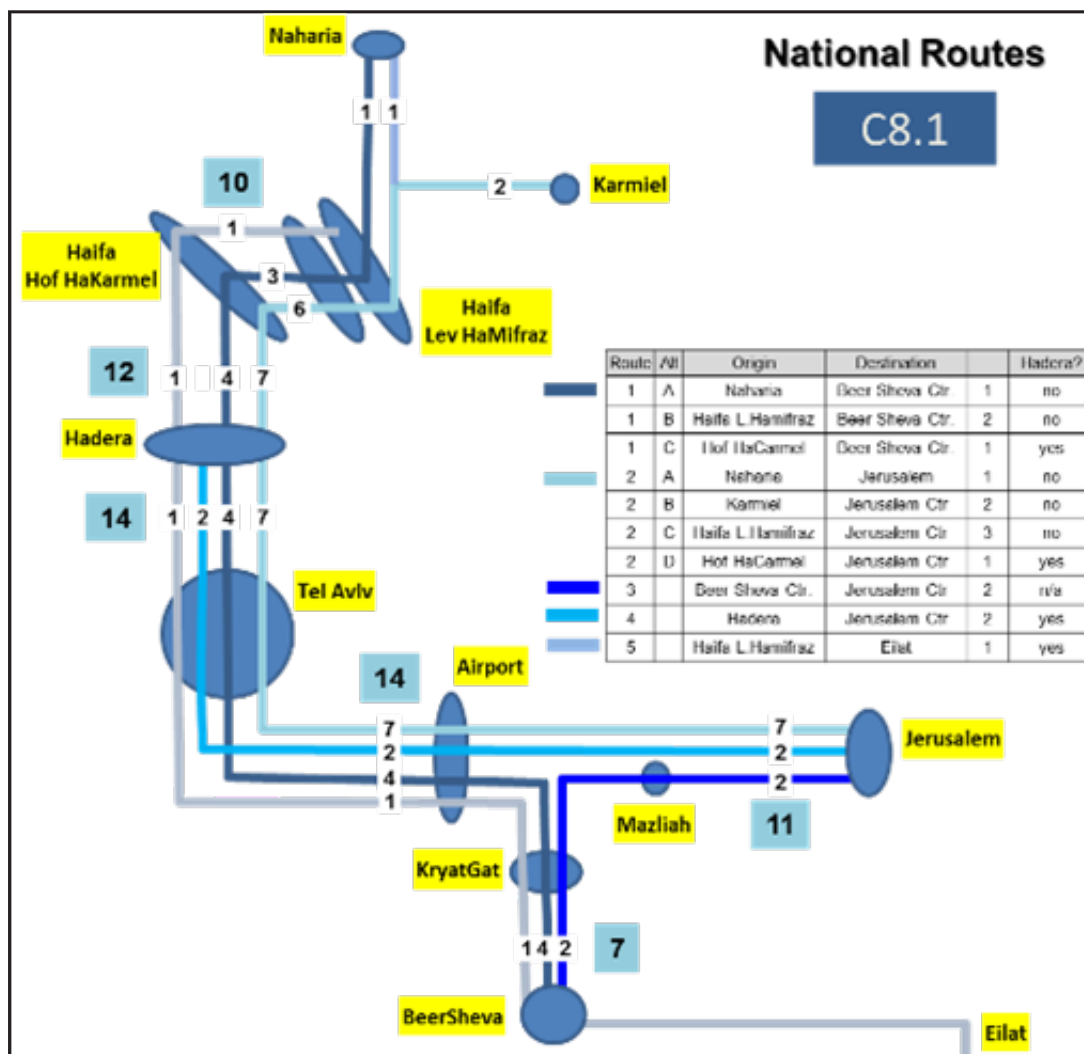 National Routes
C8.1
Naharia
1 1
10
2
Karmiel
1
Haifa
Hof HaKarmel
3
6
Haifa
Lev HaMifraz
12
1 4 7
Hadera
14
1 2 4 7
Tel Aviv
Route Alt Origin Destination Hadera?
1 A Naharia Beer Sheva Ctr. 1 no
1 B Haifa L.Hamifraz Beer Sheva Ctr. 2 no
1 C Hof HaCarmel Beer Sheva Ctr. 1 yes
2 A Naharia Jerusalem 1 no
2 B Karmiel Jerusalem Ctr 2 no
2 C Haifa L.Hamifraz Jerusalem Ctr 3 no
2 D Hof HaCarmel Jerusalem Ctr 1 yes
3 Beer Sheva Ctr. Jerusalem Ctr 2 n/a
4 Hadera Jerusalem Ctr 2 yes
5 Haifa L.Hamifraz Eilat 1 yes
14
Airport
7 7
2 2
4 2
1
Jerusalem
Mazliah
11
KryatGat
1 4 2
7
BeerSheva
Eilat